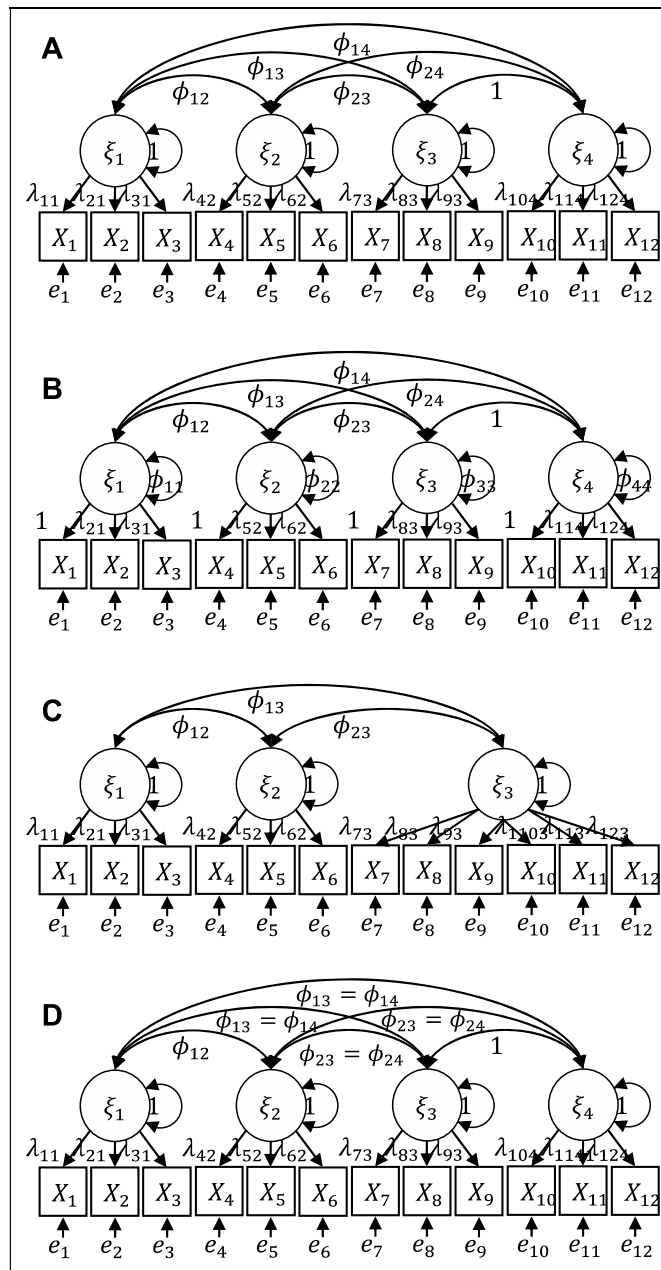 A
ϕ₁₄
ϕ₁₃ ϕ₂₄
ϕ₁₂ ϕ₂₃ 1
ξ₁ 1 ξ₂ 1 ξ₃ 1 ξ₄ 1
λ₁₁ λ₂₁ λ₃₁ λ₄₂ λ₅₂ λ₆₂ λ₇₃ λ₈₃ λ₉₃ λ₁₀₄ λ₁₁₄ λ₁₂₄
X₁ X₂ X₃ X₄ X₅ X₆ X₇ X₈ X₉ X₁₀ X₁₁ X₁₂
e₁ e₂ e₃ e₄ e₅ e₆ e₇ e₈ e₉ e₁₀ e₁₁ e₁₂
B
ϕ₁₄
ϕ₁₃ ϕ₂₄
ϕ₁₂ ϕ₂₃ 1
ξ₁ ϕ₁₁ ξ₂ ϕ₂₂ ξ₃ ϕ₃₃ ξ₄ ϕ₄₄
1 λ₂₁ λ₃₁ 1 λ₅₂ λ₆₂ 1 λ₈₃ λ₉₃ 1 λ₁₁₄ λ₁₂₄
X₁ X₂ X₃ X₄ X₅ X₆ X₇ X₈ X₉ X₁₀ X₁₁ X₁₂
e₁ e₂ e₃ e₄ e₅ e₆ e₇ e₈ e₉ e₁₀ e₁₁ e₁₂
C
ϕ₁₃
ϕ₁₂ ϕ₂₃
ξ₁ 1 ξ₂ 1 ξ₃ 1
λ₁₁ λ₂₁ λ₃₁ λ₄₂ λ₅₂ λ₆₂ λ₇₃ λ₈₃ λ₉₃ λ₁₁₀₃ λ₁₁₃ λ₁₂₃
X₁ X₂ X₃ X₄ X₅ X₆ X₇ X₈ X₉ X₁₀ X₁₁ X₁₂
e₁ e₂ e₃ e₄ e₅ e₆ e₇ e₈ e₉ e₁₀ e₁₁ e₁₂
D
ϕ₁₃ = ϕ₁₄
ϕ₁₃ = ϕ₁₄ ϕ₂₃ = ϕ₂₄
ϕ₁₂ ϕ₂₃ = ϕ₂₄ 1
ξ₁ 1 ξ₂ 1 ξ₃ 1 ξ₄ 1
λ₁₁ λ₂₁ λ₃₁ λ₄₂ λ₅₂ λ₆₂ λ₇₃ λ₈₃ λ₉₃ λ₁₀₄ λ₁₂₄
X₁ X₂ X₃ X₄ X₅ X₆ X₇ X₈ X₉ X₁₀ X₁₁ X₁₂
e₁ e₂ e₃ e₄ e₅ e₆ e₇ e₈ e₉ e₁₀ e₁₁ e₁₂